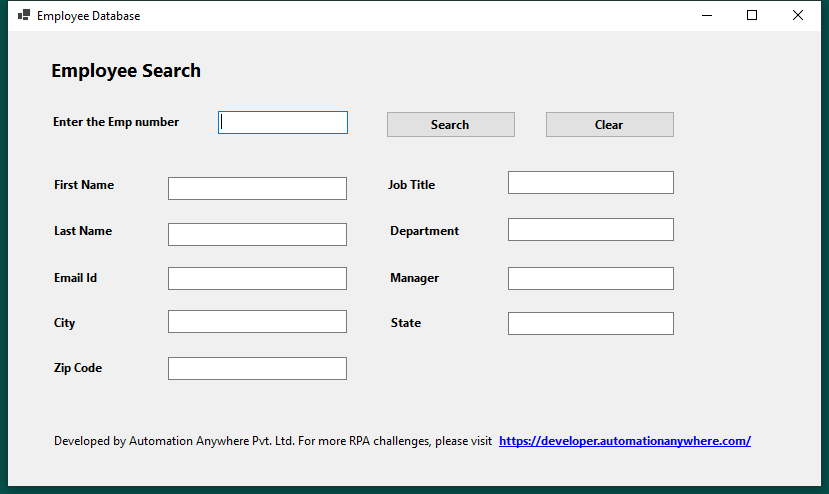 Employee Database
Employee Search
Enter the Emp number
Search
Clear
First Name
Job Title
Last Name
Department
Email Id
Manager
City
State
Zip Code
Developed by Automation Anywhere Pvt. Ltd. For more RPA challenges, please visit https://developer.automationanywhere.com/